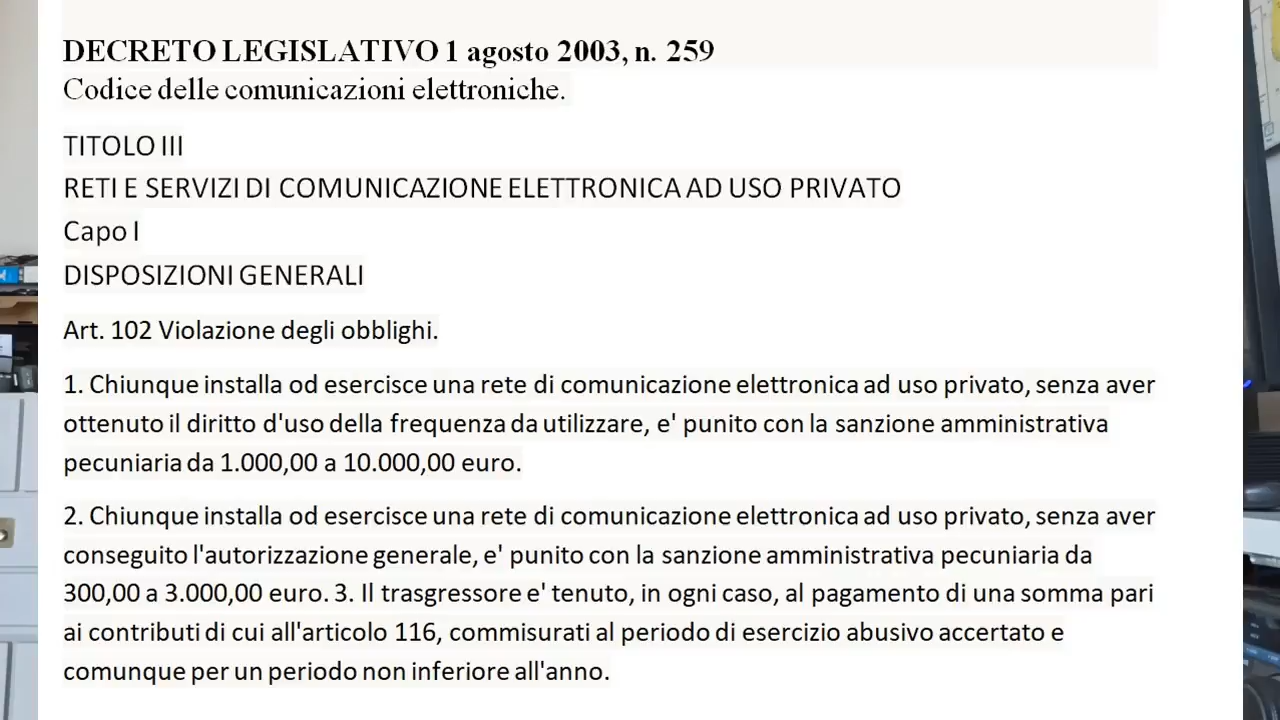 DECRETO LEGISLATIVO 1 agosto 2003, n. 259
Codice delle comunicazioni elettroniche.
TITOLO III
RETI E SERVIZI DI COMUNICAZIONE ELETTRONICA AD USO PRIVATO
Capo I
DISPOSIZIONI GENERALI
Art. 102 Violazione degli obblighi.
1. Chiunque installa od esercisce una rete di comunicazione elettronica ad uso privato, senza aver
ottenuto il diritto d'uso della frequenza da utilizzare, e' punito con la sanzione amministrativa
pecuniaria da 1.000,00 a 10.000,00 euro.
2. Chiunque installa od esercisce una rete di comunicazione elettronica ad uso privato, senza aver
conseguito l'autorizzazione generale, e' punito con la sanzione amministrativa pecuniaria da
300,00 a 3.000,00 euro. 3. Il trasgressore e' tenuto, in ogni caso, al pagamento di una somma pari
ai contributi di cui all'articolo 116, commisurati al periodo di esercizio abusivo accertato e
comunque per un periodo non inferiore all'anno.